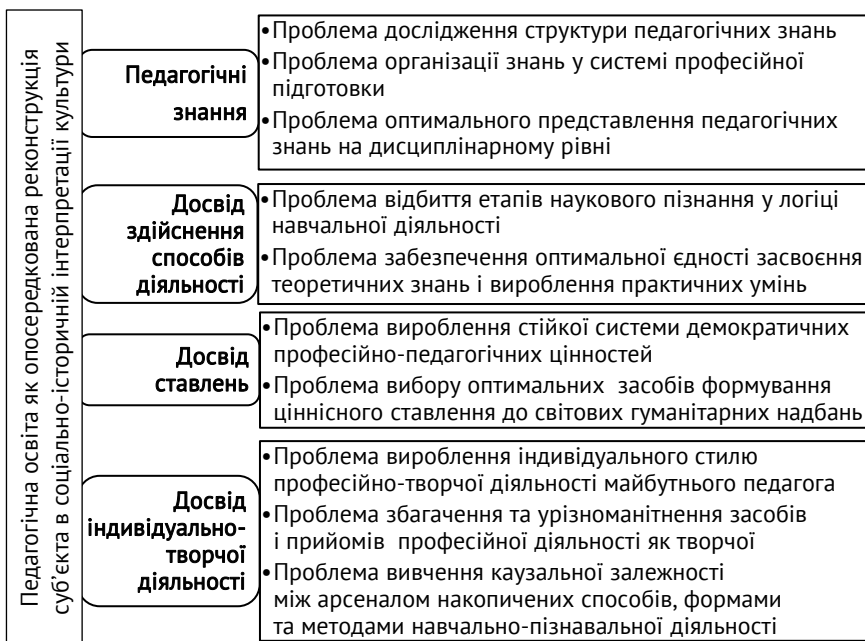 Педагогічна освіта як опосередкована реконструкція
суб’єкта в соціально-історичній інтерпретації культури
Педагогічні
знання
•Проблема дослідження структури педагогічних знань
•Проблема організації знань у системі професійної
підготовки
•Проблема оптимального представлення педагогічних
знань на дисциплінарному рівні
Досвід
здійснення
способів
діяльності
•Проблема відбиття етапів наукового пізнання у логіці
навчальної діяльності
•Проблема забезпечення оптимальної єдності засвоєння
теоретичних знань і вироблення практичних умінь
Досвід
ставлень
•Проблема вироблення стійкої системи демократичних
професійно-педагогічних цінностей
•Проблема вибору оптимальних засобів формування
ціннісного ставлення до світових гуманітарних надбань
Досвід
індивідуально-
творчої
діяльності
•Проблема вироблення індивідуального стилю
професійно-творчої діяльності майбутнього педагога
•Проблема збагачення та урізноманітнення засобів
і прийомів професійної діяльності як творчої
•Проблема вивчення каузальної залежності
між арсеналом накопичених способів, формами
та методами навчально-пізнавальної діяльності